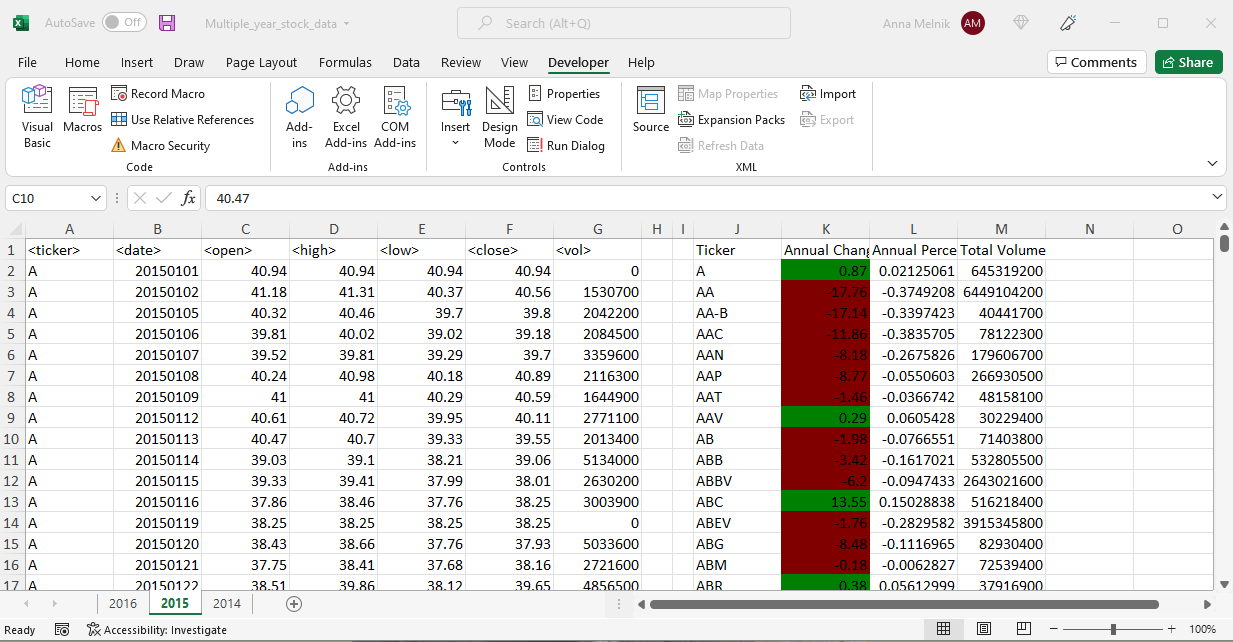 AutoSave Off Multiple_year_stock_data Search (Alt+Q) Anna Melnik AM
File Home Insert Draw Page Layout Formulas Data Review View Developer Help Comments Share
Visual Basic
Macros
Record Macro
Use Relative References
Macro Security
Code
Add-ins
Excel Add-ins
COM Add-ins
Add-ins
Insert
Design Mode
Properties
View Code
Run Dialog
Controls
Source
Map Properties
Expansion Packs
Refresh Data
Import
Export
XML
C10 fx 40.47
A B C D E F G H I J K L M N O
1 <ticker> <date> <open> <high> <low> <close> <vol> Ticker Annual Chang Annual Perce Total Volume
2 A 20150101 40.94 40.94 40.94 40.94 0 A 0.87 0.02125061 645319200
3 A 20150102 41.18 41.31 40.37 40.56 1530700 AA -17.76 -0.3749208 6449104200
4 A 20150105 40.32 40.46 39.7 39.8 2042200 AA-B -17.14 -0.3397423 40441700
5 A 20150106 39.81 40.02 39.02 39.18 2084500 AAC -11.86 -0.3835705 78122300
6 A 20150107 39.52 39.81 39.29 39.7 3359600 AAN -8.18 -0.2675826 179606700
7 A 20150108 40.24 40.98 40.18 40.89 2116300 AAP -8.77 -0.0550603 266930500
8 A 20150109 41 41 40.29 40.59 1644900 AAT -1.46 -0.0366742 48158100
9 A 20150112 40.61 40.72 39.95 40.11 2771100 AAV 0.29 0.0605428 30229400
10 A 20150113 40.47 40.7 39.33 39.55 2013400 AB -1.98 -0.0766551 71403800
11 A 20150114 39.03 39.1 38.21 39.06 5134000 ABB -3.42 -0.1617021 532805500
12 A 20150115 39.33 39.41 37.99 38.01 2630200 ABBV -6.2 -0.0947433 2643021600
13 A 20150116 37.86 38.46 37.76 38.25 3003900 ABC 13.55 0.15028838 516218400
14 A 20150119 38.25 38.25 38.25 38.25 0 ABEV -1.76 -0.2829582 3915345800
15 A 20150120 38.43 38.66 37.76 37.93 5033600 ABG -8.48 -0.1116965 82930400
16 A 20150121 37.75 38.41 37.68 38.16 2721600 ABM -0.18 -0.0062827 72539400
17 A 20150122 38.51 39.86 38.12 39.65 4856500 ABR 0.38 0.05612999 37916900
2016 2015 2014
Ready Accessibility: Investigate 100%